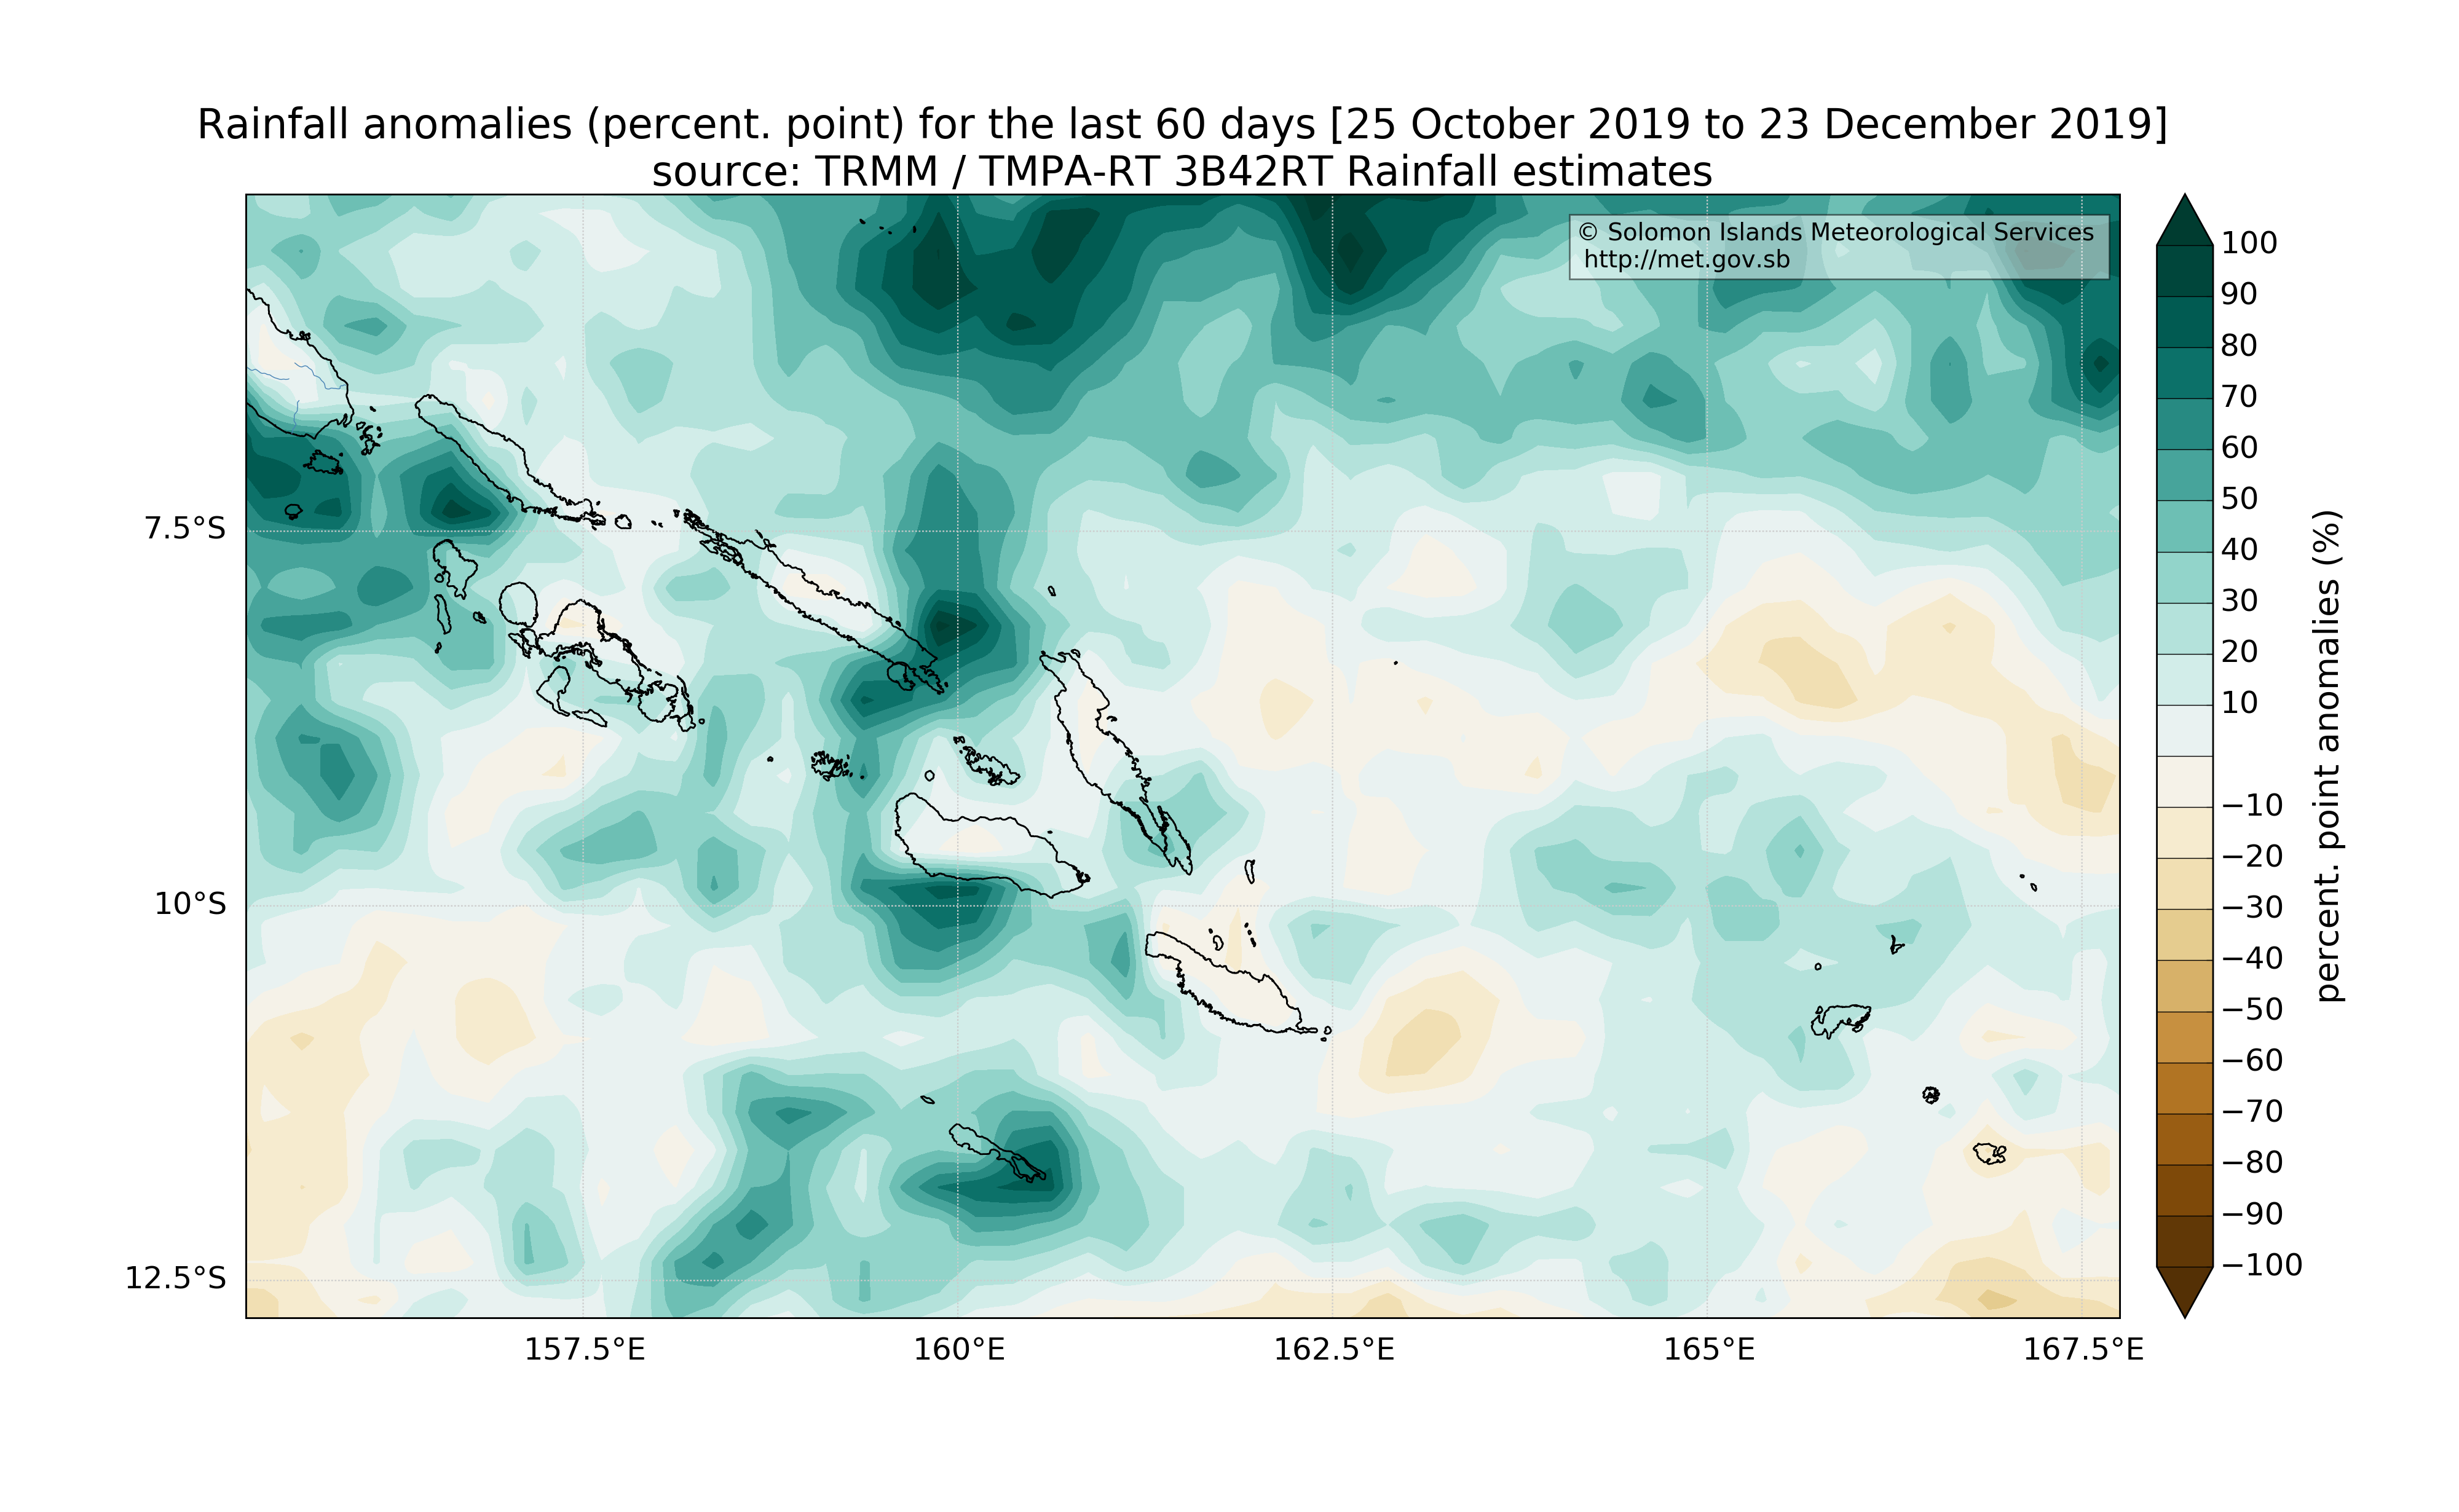 Rainfall anomalies (percent. point) for the last 60 days [25 October 2019 to 23 December 2019]
source: TRMM / TMPA-RT 3B42RT Rainfall estimates
© Solomon Islands Meteorological Services
http://met.gov.sb
7.5°S
10°S
12.5°S
157.5°E
160°E
162.5°E
165°E
167.5°E
100
90
80
70
60
50
40
30
20
10
−10
−20
−30
−40
−50
−60
−70
−80
−90
−100
percent. point anomalies (%)